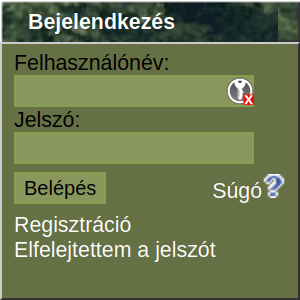 Bejelendkezés
Felhasználónév:
Jelszó:
Belépés
Súgó
Regisztráció
Elfelejtettem a jelszót